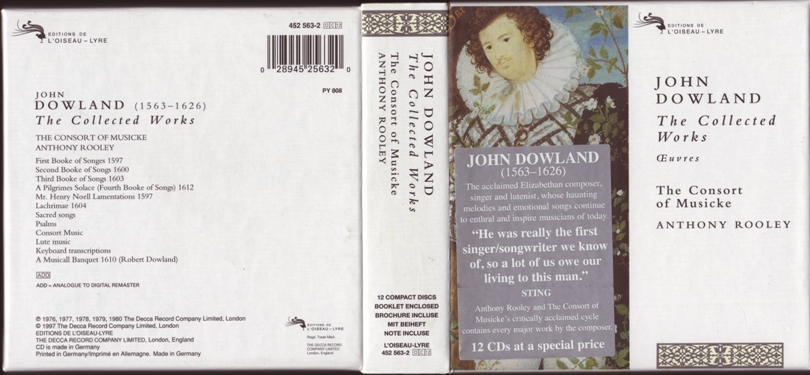 EDITIONS DE
L'OISEAU-LYRE
452 563-2
0 28945 25632 0
PY 808
JOHN
DOWLAND (1563-1626)
The Collected Works
THE CONSORT OF MUSICKE
ANTHONY ROOLEY
First Booke of Songes 1597
Second Booke of Songs 1600
Third Booke of Songs 1603
A Pilgrimes Solace (Fourth Booke of Songs) 1612
Mr. Henry Noell Lamentations 1597
Lachrimae 1604
Sacred songs
Psalms
Consort Music
Lute music
Keyboard transcriptions
A Musicall Banquet 1610 (Robert Dowland)
ADD
ADD = ANALOGUE TO DIGITAL REMASTER
℗ 1976, 1977, 1978, 1979, 1980 The Decca Record Company Limited, London
© 1997 The Decca Record Company Limited, London
EDITIONS DE L'OISEAU-LYRE
THE DECCA RECORD COMPANY LIMITED, LONDON, England
CD is made in Germany
Printed in Germany/Imprimé en Allemagne. Made in Germany
EDITIONS DE
L'OISEAU-LYRE
Regd. Trade Mark
THE DECCA RECORD
COMPANY LIMITED
London, England
JOHN DOWLAND
The Collected Works
The Consort of Musicke
ANTHONY ROOLEY
12 COMPACT DISCS
BOOKLET ENCLOSED
BROCHURE INCLUSE
MIT BEIHEFT
NOTE INCLUSE
L'OISEAU-LYRE
452 563-2
JOHN DOWLAND
(1563–1626)
The acclaimed Elizabethan composer,
singer and lutenist, whose haunting
melodies and emotional songs continue
to enthral and inspire musicians of today.
“He was really the first
singer/songwriter we know
of, so a lot of us owe our
living to this man.”
STING
Anthony Rooley and The Consort of
Musicke's critically acclaimed cycle
contains every major work by the composer.
12 CDs at a special price
EDITIONS DE
L'OISEAU-LYRE
JOHN
DOWLAND
The Collected
Works
Œuvres
The Consort
of Musicke
ANTHONY ROOLEY